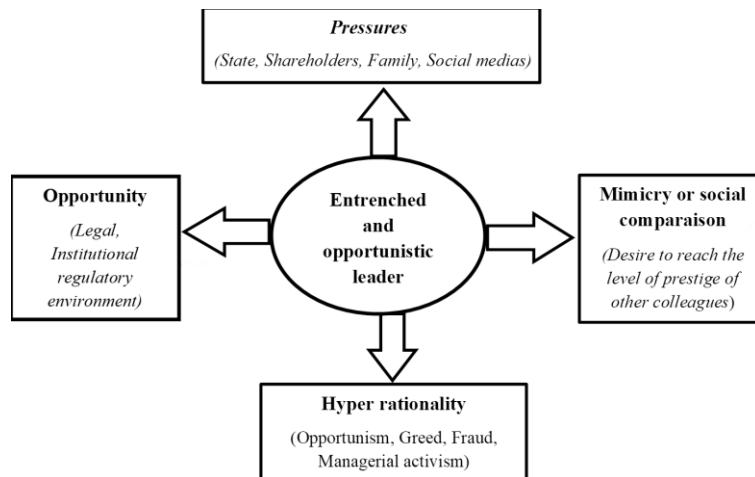 Pressures
(State, Shareholders, Family, Social medias)
Opportunity
(Legal,
Institutional
regulatory
environment)
Entrenched
and
opportunistic
leader
Mimicry or social
comparaison
(Desire to reach the
level of prestige of
other colleagues)
Hyper rationality
(Opportunism, Greed, Fraud,
Managerial activism)